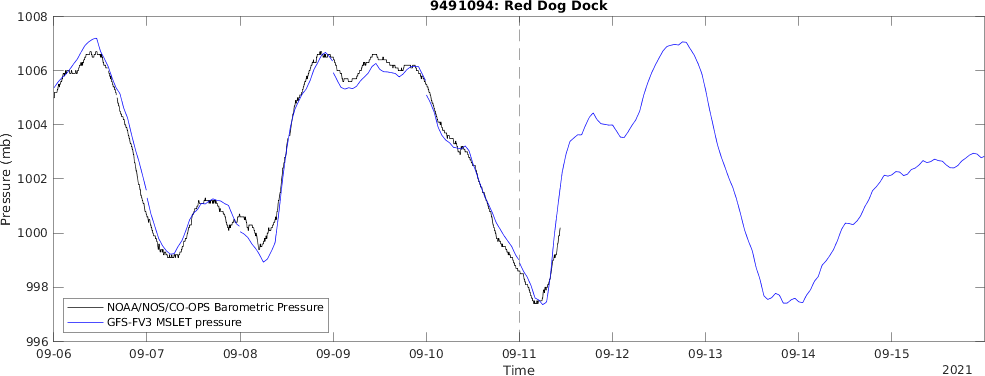 9491094: Red Dog Dock
Pressure (mb)
1008
1006
1004
1002
1000
998
996
NOAA/NOS/CO-OPS Barometric Pressure
GFS-FV3 MSLET pressure
09-06 09-07 09-08 09-09 09-10 09-11 09-12 09-13 09-14 09-15
Time
2021